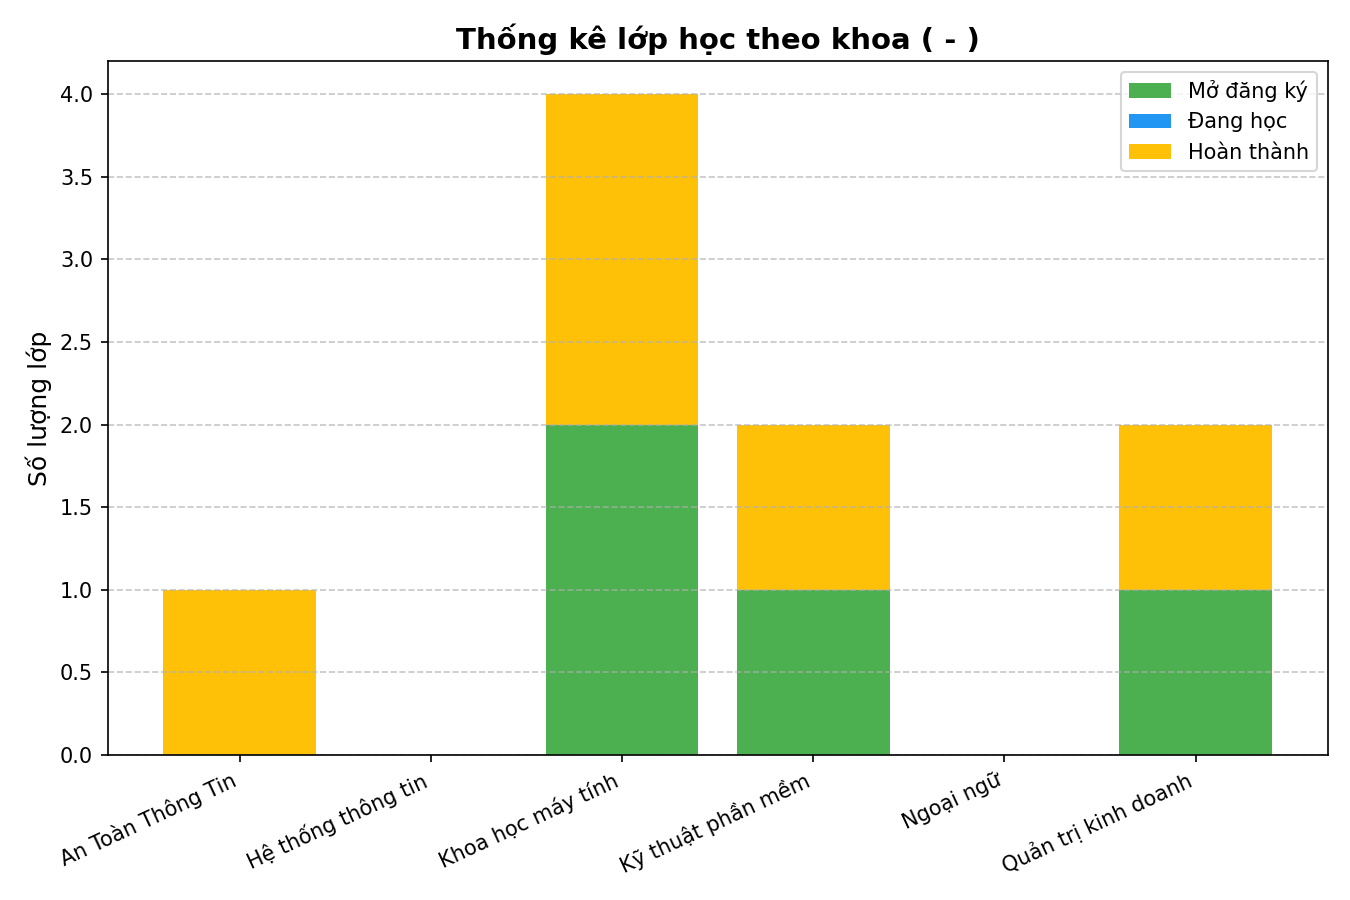 Thống kê lớp học theo khoa ( - )
Mở đăng ký
Đang học
Hoàn thành
Số lượng lớp
4.0
3.5
3.0
2.5
2.0
1.5
1.0
0.5
0.0
An Toàn Thông Tin
Hệ thống thông tin
Khoa học máy tính
Kỹ thuật phần mềm
Ngoại ngữ
Quản trị kinh doanh